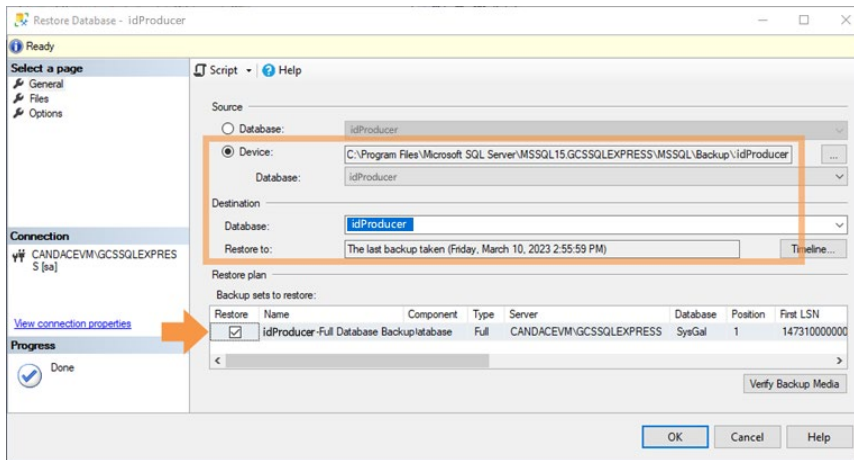 Restore Database - idProducer
Ready
Select a page
General
Files
Options
Script
Help
Source
Database: idProducer
Device: C:\Program Files\Microsoft SQL Server\MSSQL15.GCSSQLEXPRESS\MSSQL\Backup\idProducer ...
Database: idProducer
Destination
Database: idProducer
Restore to: The last backup taken (Friday, March 10, 2023 2:55:59 PM) Timeline...
Restore plan
Backup sets to restore:
Restore Name Component Type Server Database Position First LSN
idProducer-Full Database Backup atabase Full CANDACEVM\GCSSQLEXPRESS SysGal 1 147310000000
Verify Backup Media
Connection
CANDACEVM\GCSSQLEXPRES
S [sa]
View connection properties
Progress
Done
OK Cancel Help